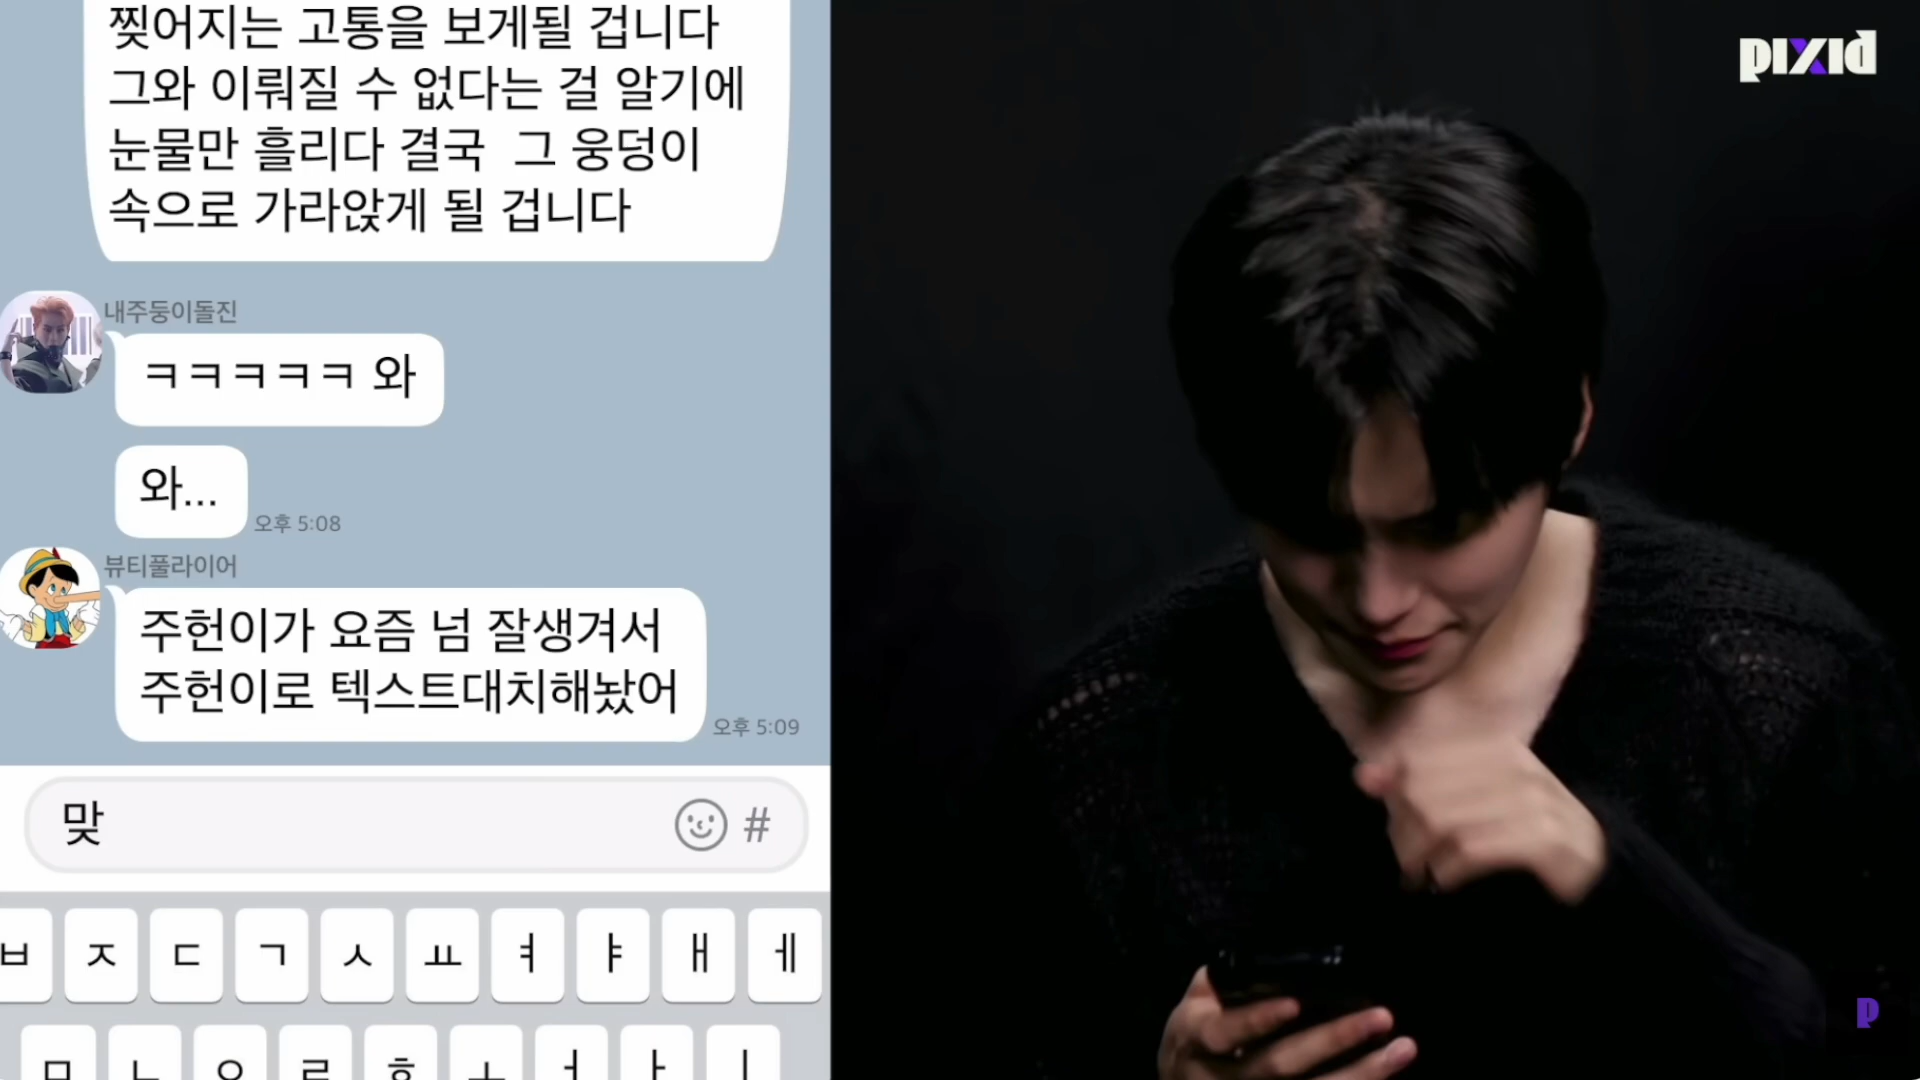 찢어지는 고통을 보게될 겁니다
그와 이뤄질 수 없다는 걸 알기에
눈물만 흘리다 결국 그 웅덩이
속으로 가라앉게 될 겁니다
내주둥이돌진
ㅋㅋㅋㅋㅋ 와
와...
오후 5:08
뷰티풀라이어
주헌이가 요즘 넘 잘생겨서
주헌이로 텍스트대치해놨어
오후 5:09
맞
#
ㅂ ㅈ ㄷ ㄱ ㅅ ㅛ ㅕ ㅑ ㅐ ㅔ
ㅁ ㄴ ㅇ ㄹ ㅎ ㅗ ㅓ ㅏ ㅣ
pixid
P